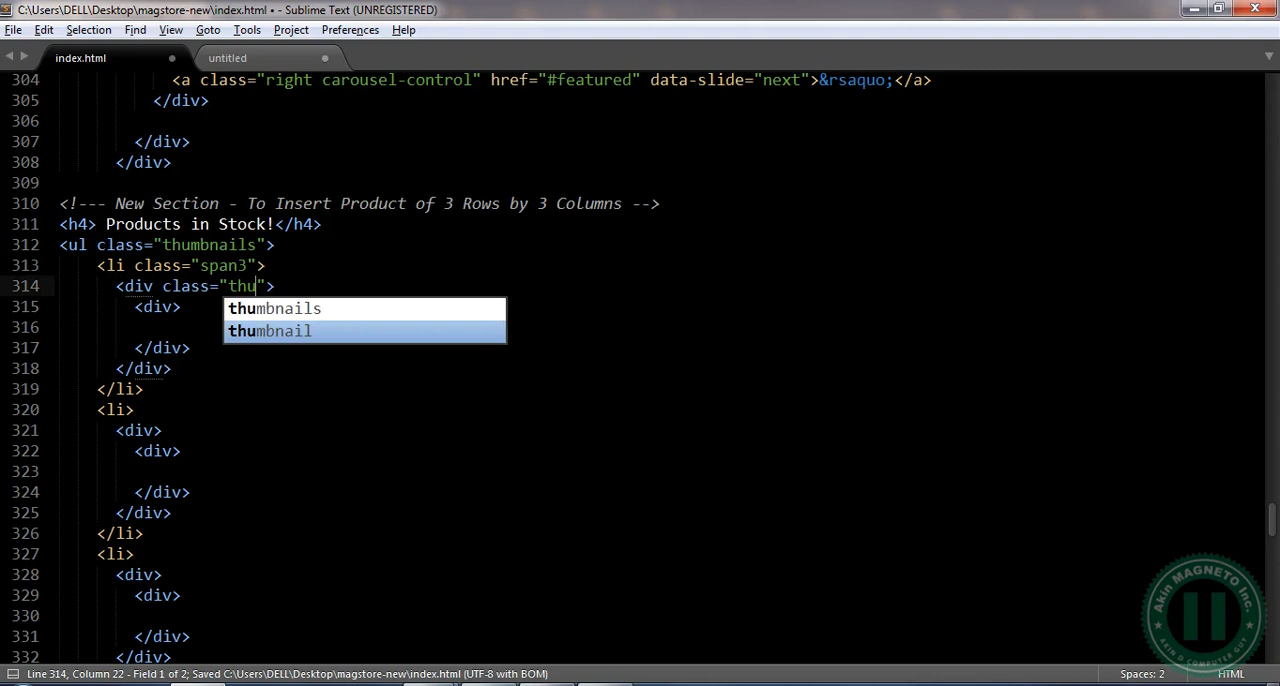 C:\Users\DELL\Desktop\magstore-new\index.html • - Sublime Text (UNREGISTERED)
File Edit Selection Find View Goto Tools Project Preferences Help
index.html untitled
304 <a class="right carousel-control" href="#featured" data-slide="next">&rsaquo;</a>
305 </div>
306
307 </div>
308 </div>
309
310 <!--- New Section - To Insert Product of 3 Rows by 3 Columns -->
311 <h4> Products in Stock!</h4>
312 <ul class="thumbnails">
313 <li class="span3">
314 <div class="thu">
315 <div>
thumbnails
316
thumbnail
317 </div>
318 </div>
319 </li>
320 <li>
321 <div>
322 <div>
323
324 </div>
325 </div>
326 </li>
327 <li>
328 <div>
329 <div>
330
331 </div>
332 </div>
Akin MAGNETO Inc.
AKIN D COMPUTER GUY
Line 314, Column 22 - Field 1 of 2; Saved C:\Users\DELL\Desktop\magstore-new\index.html (UTF-8 with BOM) Spaces: 2 HTML